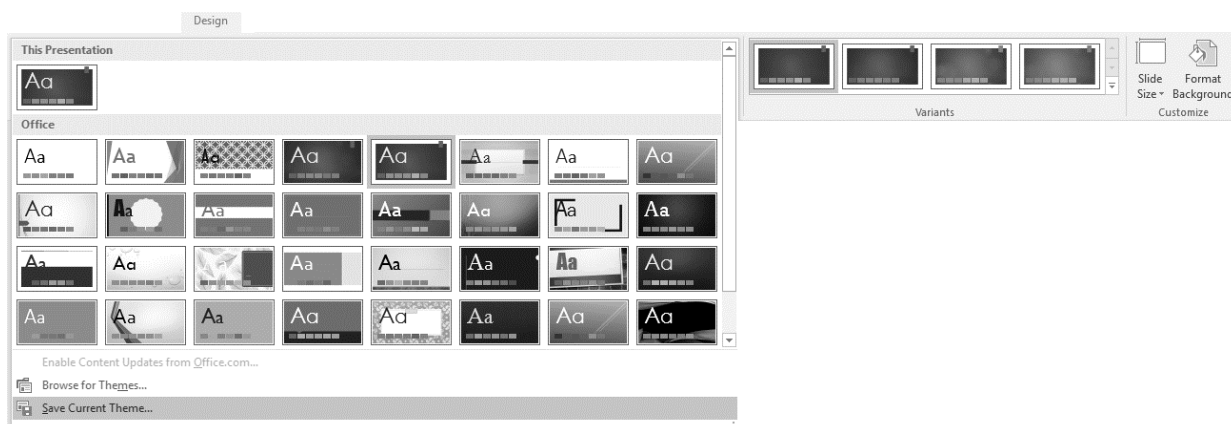 Design
This Presentation
Aa
Office
Aa Aa Aa Aa Aa Aa Aa Aa
Aa Aa Aa Aa Aa Aa Aa Aa
Aa Aa Aa Aa Aa Aa Aa Aa
Aa Aa Aa Aa Aa Aa Aa Aa
Enable Content Updates from Office.com...
Browse for Themes...
Save Current Theme...
Variants
Slide
Size
Format
Background
Customize